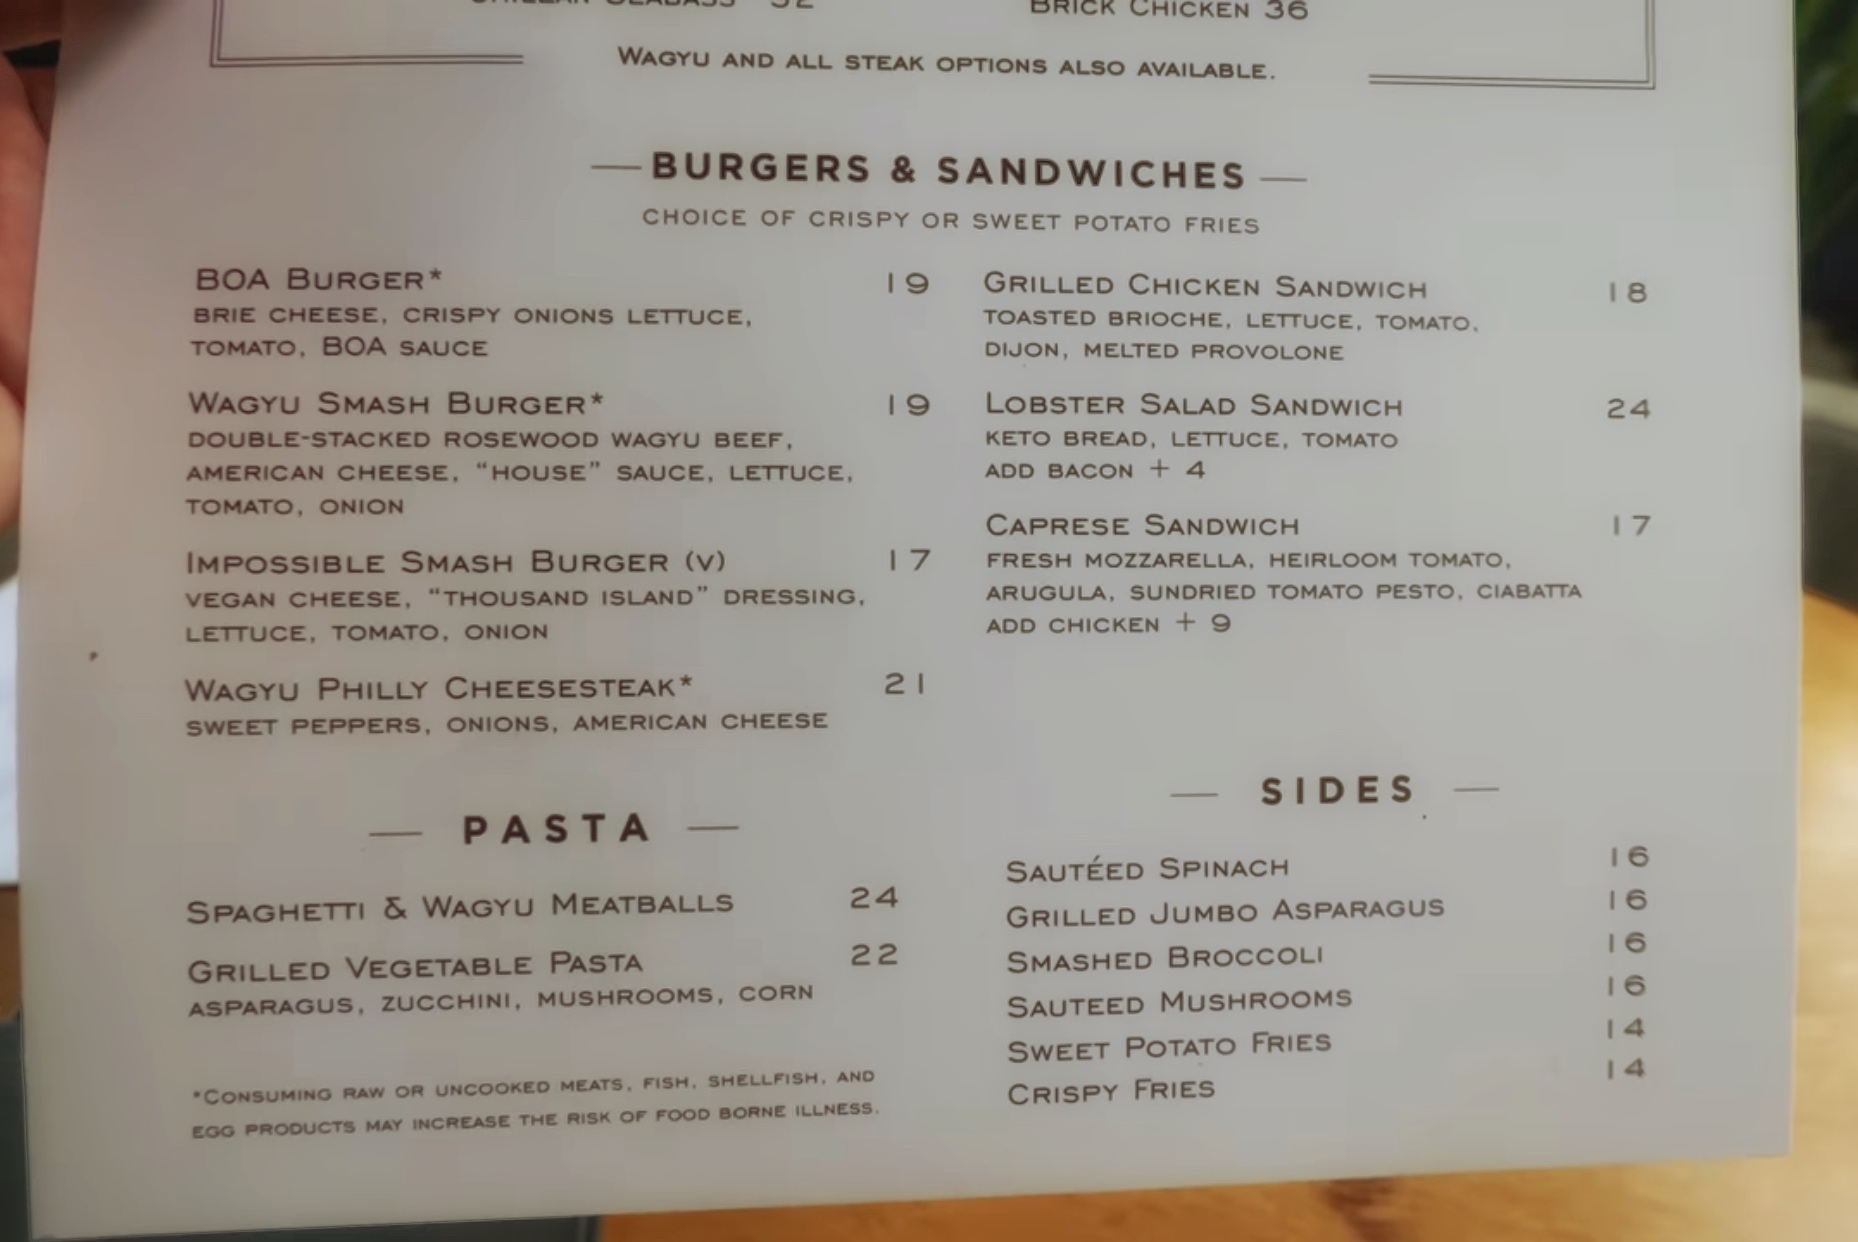 BRICK CHICKEN 36
WAGYU AND ALL STEAK OPTIONS ALSO AVAILABLE.
BURGERS & SANDWICHES
CHOICE OF CRISPY OR SWEET POTATO FRIES
BOA BURGER* 19
BRIE CHEESE, CRISPY ONIONS LETTUCE,
TOMATO, BOA SAUCE
WAGYU SMASH BURGER* 19
DOUBLE-STACKED ROSEWOOD WAGYU BEEF,
AMERICAN CHEESE, “HOUSE” SAUCE, LETTUCE,
TOMATO, ONION
IMPOSSIBLE SMASH BURGER (V) 17
VEGAN CHEESE, “THOUSAND ISLAND” DRESSING,
LETTUCE, TOMATO, ONION
WAGYU PHILLY CHEESESTEAK* 21
SWEET PEPPERS, ONIONS, AMERICAN CHEESE
GRILLED CHICKEN SANDWICH 18
TOASTED BRIOCHE, LETTUCE, TOMATO,
DIJON, MELTED PROVOLONE
LOBSTER SALAD SANDWICH 24
KETO BREAD, LETTUCE, TOMATO
ADD BACON + 4
CAPRESE SANDWICH 17
FRESH MOZZARELLA, HEIRLOOM TOMATO,
ARUGULA, SUNDRIED TOMATO PESTO, CIABATTA
ADD CHICKEN + 9
PASTA
SPAGHETTI & WAGYU MEATBALLS 24
GRILLED VEGETABLE PASTA 22
ASPARAGUS, ZUCCHINI, MUSHROOMS, CORN
*CONSUMING RAW OR UNCOOKED MEATS, FISH, SHELLFISH, AND
EGG PRODUCTS MAY INCREASE THE RISK OF FOOD BORNE ILLNESS.
SIDES
SAUTÉED SPINACH 16
GRILLED JUMBO ASPARAGUS 16
SMASHED BROCCOLI 16
SAUTEED MUSHROOMS 16
SWEET POTATO FRIES 14
CRISPY FRIES 14